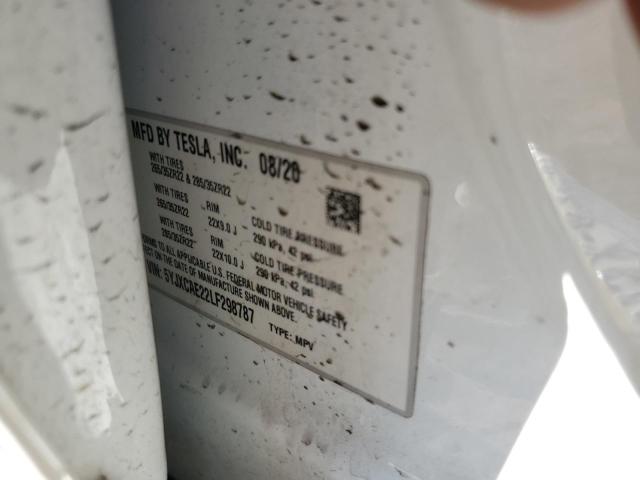 MFD BY TESLA, INC. 08/20
WITH TIRES
265/35ZR22 & 285/35ZR22
WITH TIRES RIM COLD TIRE PRESSURE
265/35ZR22 22X9.0 J 290 kPa, 42 psi
WITH TIRES RIM COLD TIRE PRESSURE
285/35ZR22 22X10.0 J 290 kPa, 42 psi
TO ALL APPLICABLE U.S. FEDERAL MOTOR VEHICLE SAFETY
ON THE DATE OF MANUFACTURE SHOWN ABOVE.
VIN: 5YJXCAE22LF298787 TYPE: MPV